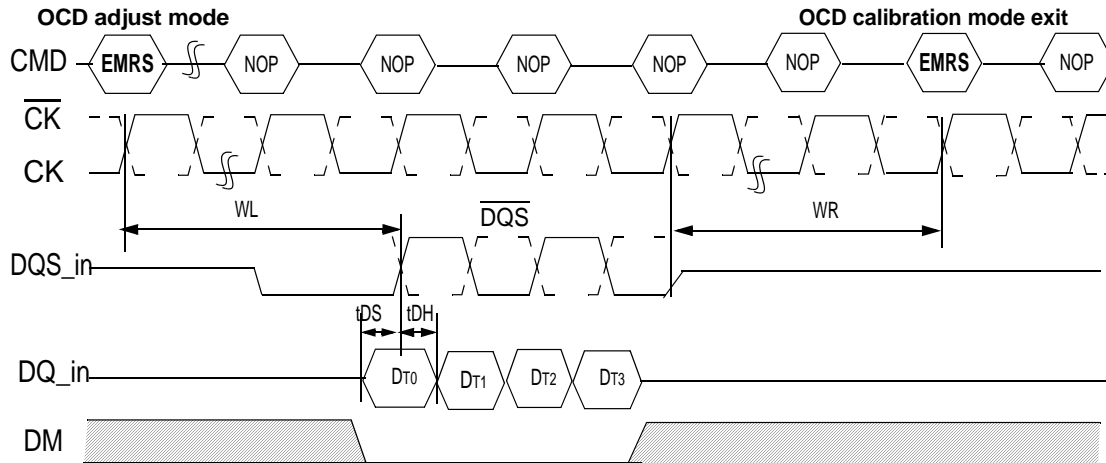 OCD adjust mode OCD calibration mode exit
CMD EMRS NOP NOP NOP NOP NOP EMRS NOP
CK
CK
WL DQS WR
DQS_in
tDS tDH
DQ_in DT0 DT1 DT2 DT3
DM